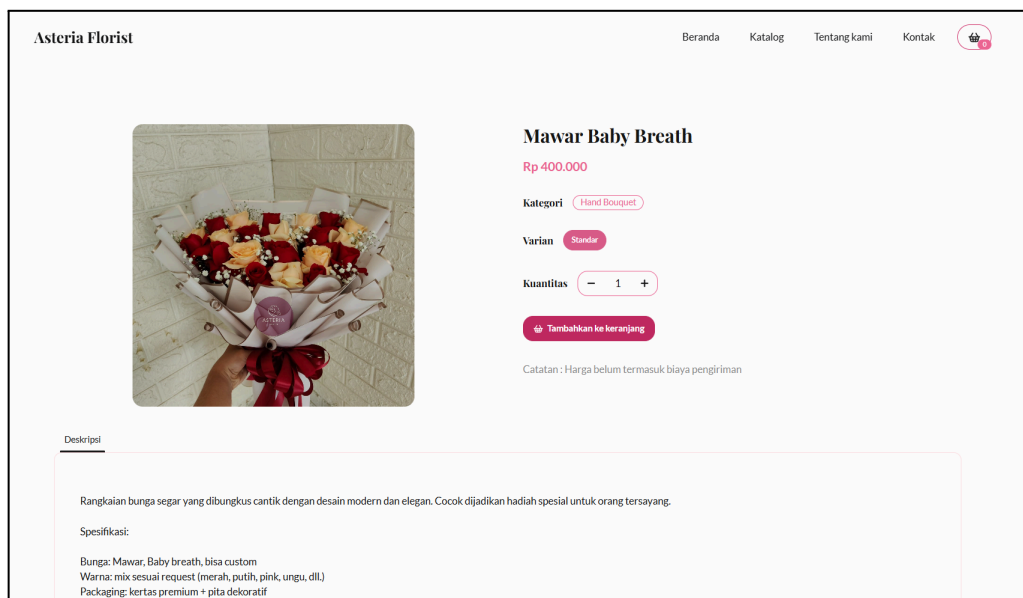 Asteria Florist
Beranda
Katalog
Tentang kami
Kontak
0
Mawar Baby Breath
Rp 400.000
Kategori
Hand Bouquet
Varian
Standar
Kuantitas
− 1 +
Tambahkan ke keranjang
Catatan : Harga belum termasuk biaya pengiriman
ASTERIA
Deskripsi
Rangkaian bunga segar yang dibungkus cantik dengan desain modern dan elegan. Cocok dijadikan hadiah spesial untuk orang tersayang.
Spesifikasi:
Bunga: Mawar, Baby breath, bisa custom
Warna: mix sesuai request (merah, putih, pink, ungu, dll.)
Packaging: kertas premium + pita dekoratif